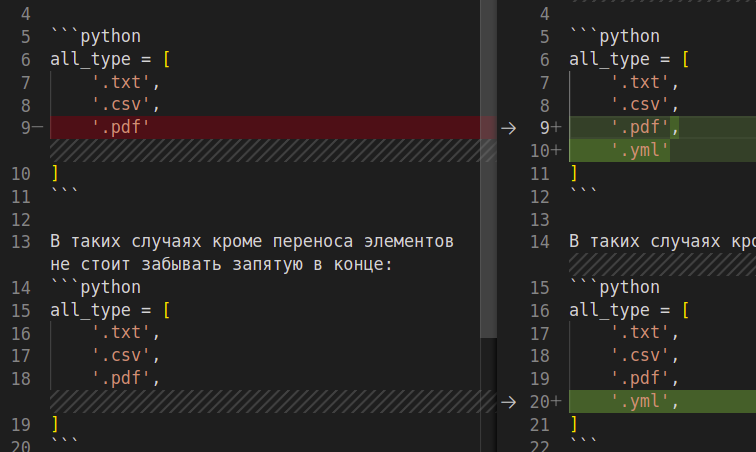 4
5 ```python
6 all_type = [
7 '.txt',
8 '.csv',
9— '.pdf'
10 ]
11 ```
12
13 В таких случаях кроме переноса элементов
не стоит забывать запятую в конце:
14 ```python
15 all_type = [
16 '.txt',
17 '.csv',
18 '.pdf',
19 ]
20 ```
4
5 ```python
6 all_type = [
7 '.txt',
8 '.csv',
→ 9+ '.pdf',
10+ '.yml'
11 ]
12 ```
13
14 В таких случаях кро
15 ```python
16 all_type = [
17 '.txt',
18 '.csv',
19 '.pdf',
→ 20+ '.yml',
21 ]
22 ```